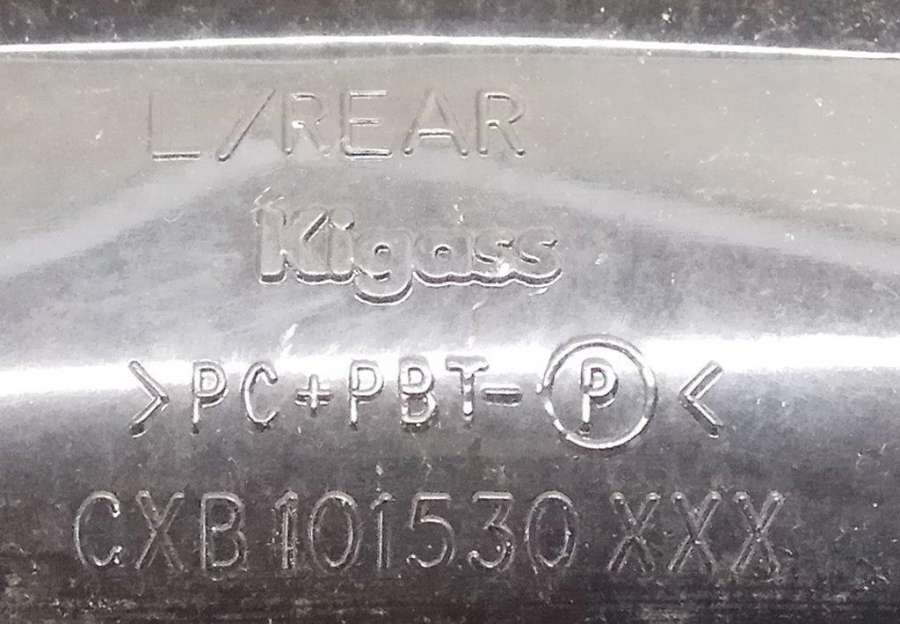 L/REAR
Kigass
>PC+PBT-Ⓟ<
CXB 101530 XXX